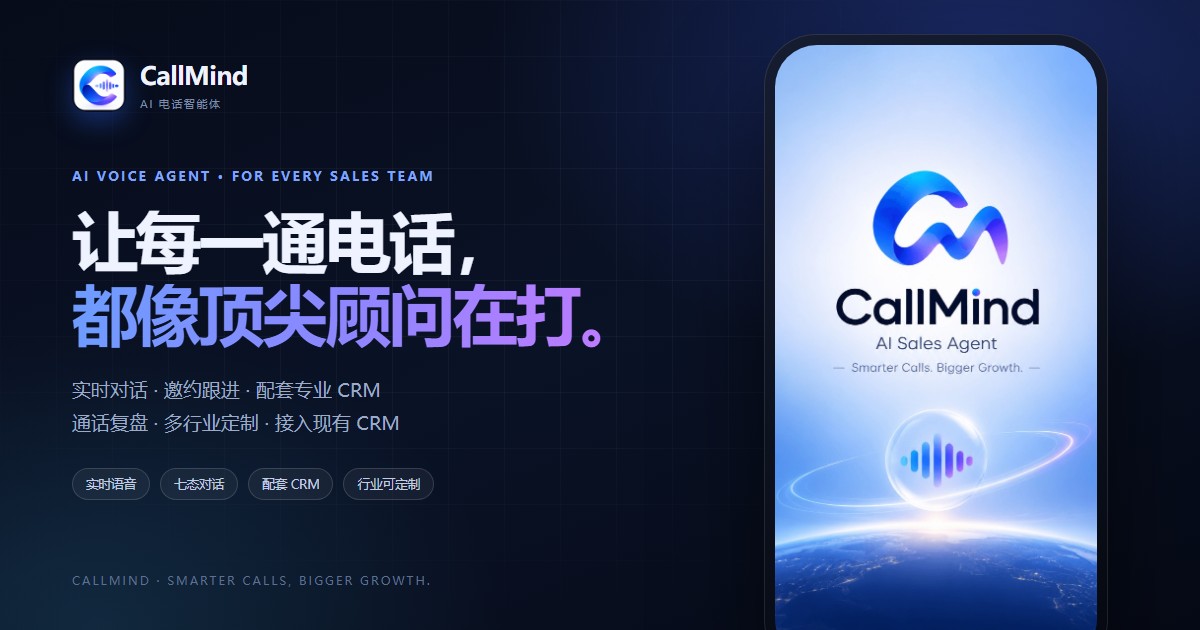 CallMind
AI 电话智能体
AI VOICE AGENT • FOR EVERY SALES TEAM
让每一通电话，
都像顶尖顾问在打。
实时对话 · 邀约跟进 · 配套专业 CRM
通话复盘 · 多行业定制 · 接入现有 CRM
实时语音
七态对话
配套 CRM
行业可定制
CALLMIND · SMARTER CALLS, BIGGER GROWTH.
CallMind
AI Sales Agent
— Smarter Calls. Bigger Growth. —